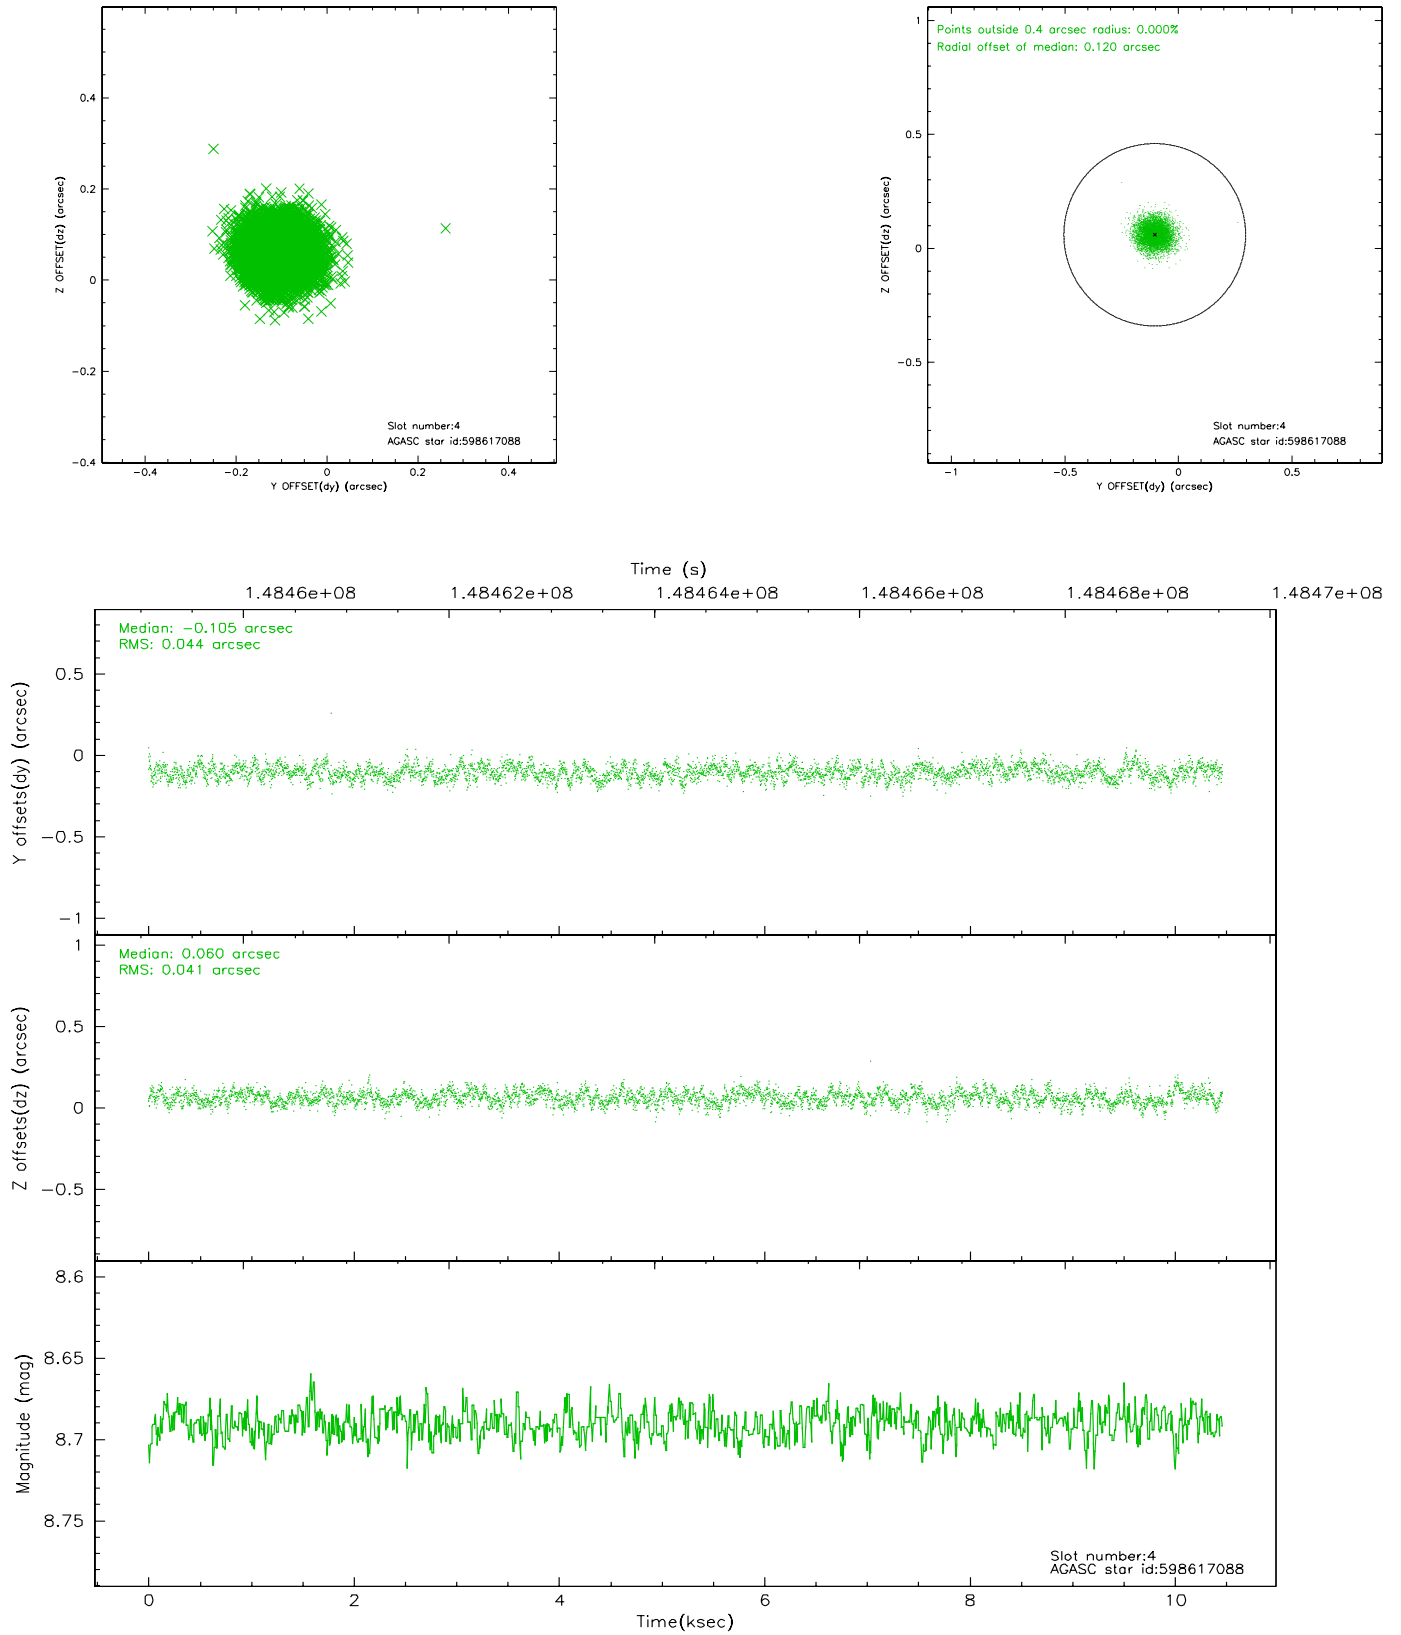 0.4
0.2
0
−0.2
−0.4
Z OFFSET(dz) (arcsec)
−0.4
−0.2
0
0.2
0.4
Y OFFSET(dy) (arcsec)
Slot number:4
AGASC star id:598617088
Points outside 0.4 arcsec radius: 0.000%
Radial offset of median: 0.120 arcsec
1
0.5
0
−0.5
Z OFFSET(dz) (arcsec)
−1
−0.5
0
0.5
Y OFFSET(dy) (arcsec)
Slot number:4
AGASC star id:598617088
Time (s)
1.4846e+08
1.48462e+08
1.48464e+08
1.48466e+08
1.48468e+08
1.4847e+08
Median: −0.105 arcsec
RMS: 0.044 arcsec
0.5
0
−0.5
−1
Y offsets(dy) (arcsec)
Median: 0.060 arcsec
RMS: 0.041 arcsec
1
0.5
0
−0.5
Z offsets(dz) (arcsec)
8.6
8.65
8.7
8.75
Magnitude (mag)
Slot number:4
AGASC star id:598617088
0
2
4
6
8
10
Time(ksec)